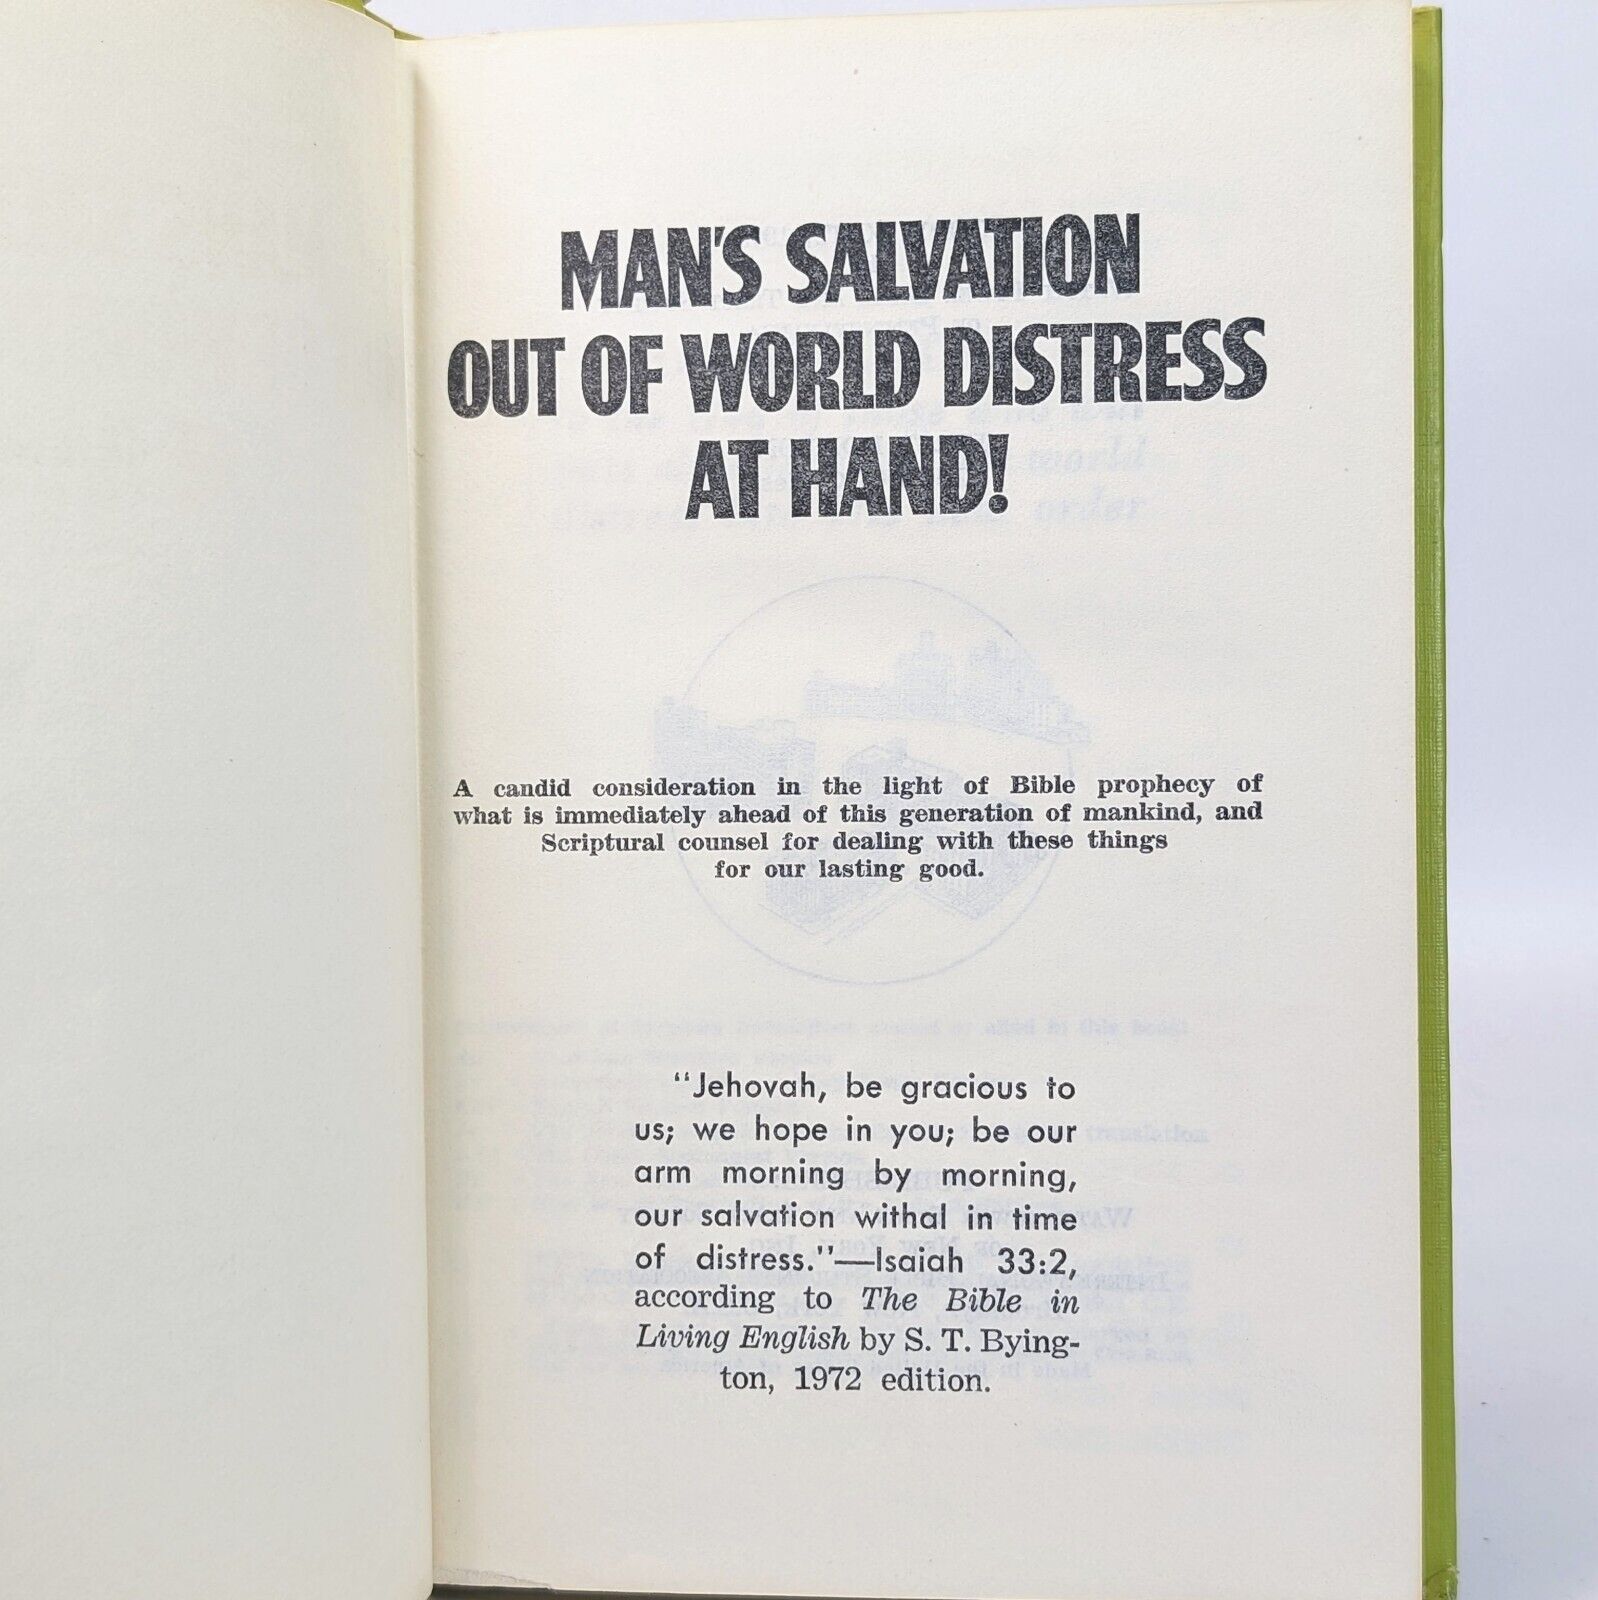 MAN'S SALVATION
OUT OF WORLD DISTRESS
AT HAND!
A candid consideration in the light of Bible prophecy of
what is immediately ahead of this generation of mankind, and
Scriptural counsel for dealing with these things
for our lasting good.
"Jehovah, be gracious to
us; we hope in you; be our
arm morning by morning,
our salvation withal in time
of distress."—Isaiah 33:2,
according to The Bible in
Living English by S. T. Bying-
ton, 1972 edition.